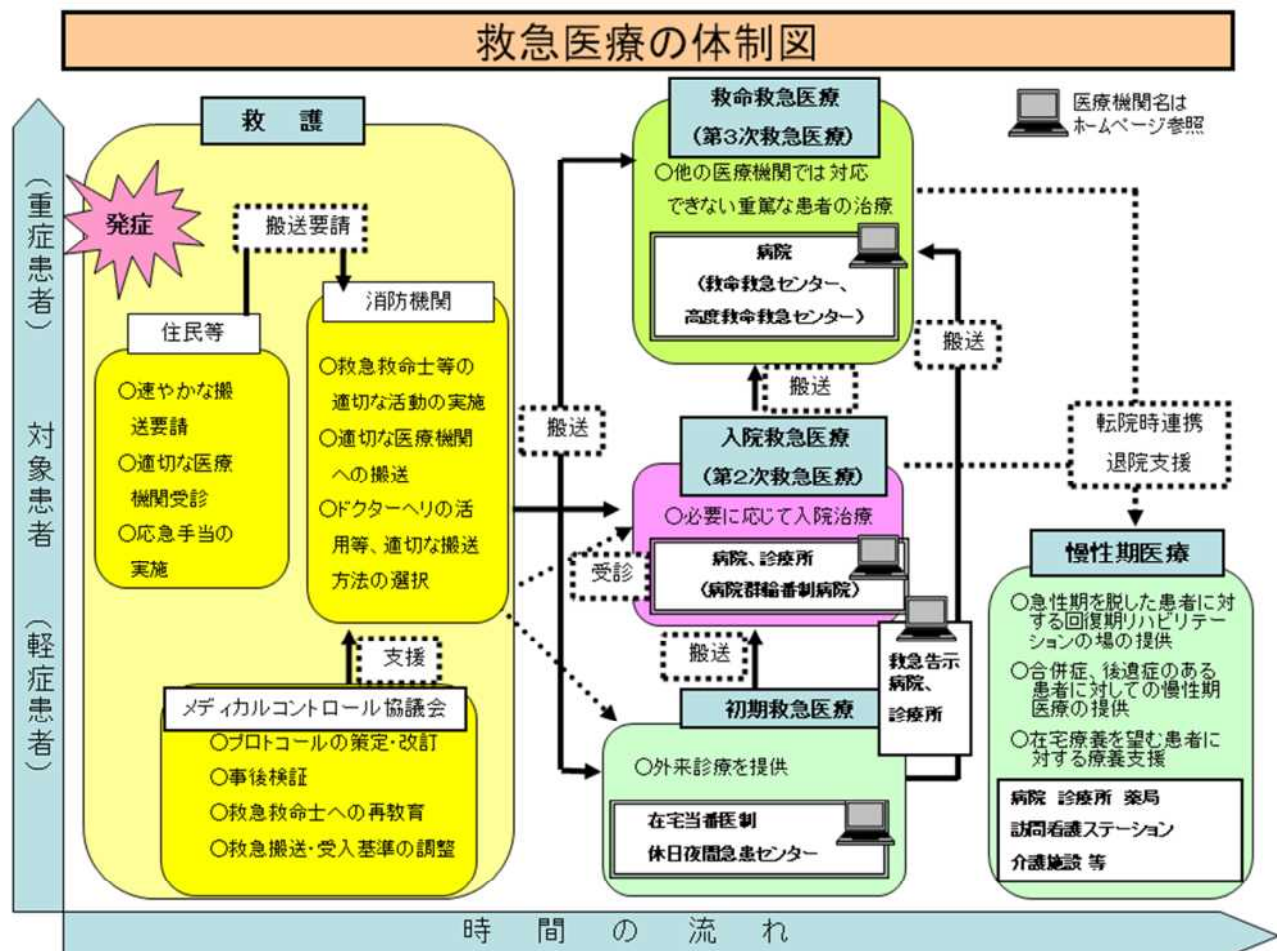 救急医療の体制図
医療機関名は
ホームページ参照
(重症患者)
対象患者
(軽症患者)
時間の流れ
救護
発症
搬送要請
住民等
○速やかな搬
送要請
○適切な医療
機関受診
○応急手当の
実施
消防機関
○救急救命士等の
適切な活動の実施
○適切な医療機関
への搬送
○ドクターヘリの活
用等、適切な搬送
方法の選択
支援
メディカルコントロール協議会
○プロトコールの策定・改訂
○事後検証
○救急救命士への再教育
○救急搬送・受入基準の調整
搬送
受診
救命救急医療
(第3次救急医療)
○他の医療機関では対応
できない重篤な患者の治療
病院
(救命救急センター、
高度救命救急センター)
搬送
搬送
入院救急医療
(第2次救急医療)
○必要に応じて入院治療
病院、診療所
(病院群輪番制病院)
搬送
救急告示
病院、
診療所
初期救急医療
○外来診療を提供
在宅当番医制
休日夜間急患センター
転院時連携
退院支援
慢性期医療
○急性期を脱した患者に対
する回復期リハビリテー
ションの場の提供
○合併症、後遺症のある
患者に対しての慢性期
医療の提供
○在宅療養を望む患者に
対する療養支援
病院 診療所 薬局
訪問看護ステーション
介護施設 等